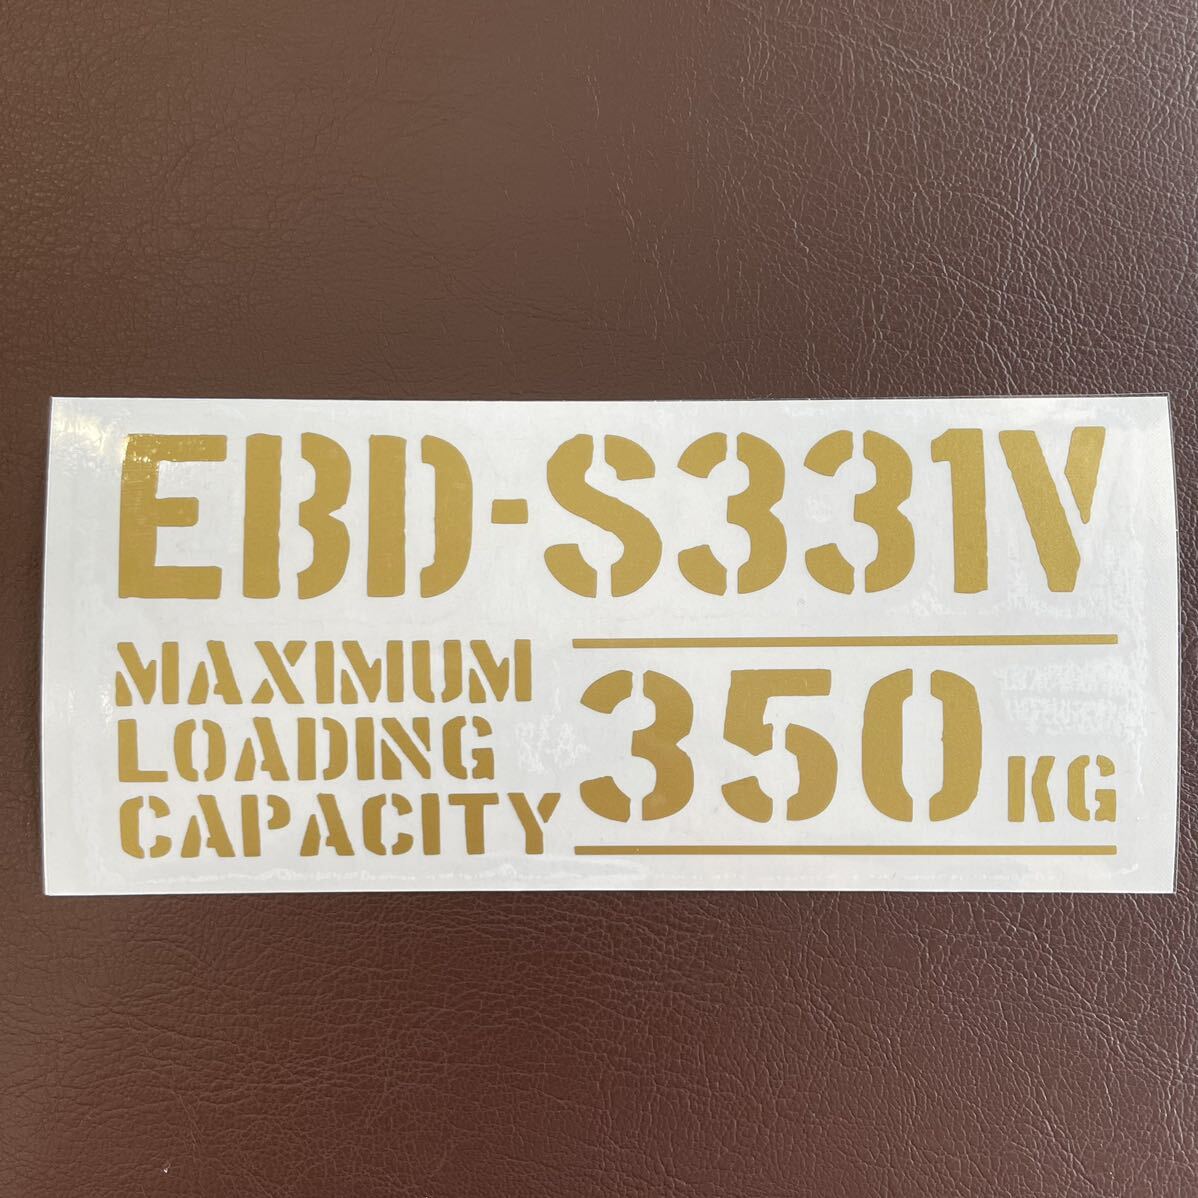 EBD-S331V
MAXIMUM
LOADING
CAPACITY
350 KG